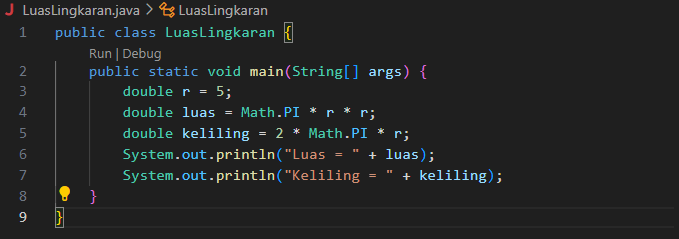 LuasLingkaran.java > LuasLingkaran
1 public class LuasLingkaran {
Run | Debug
2 public static void main(String[] args) {
3 double r = 5;
4 double luas = Math.PI * r * r;
5 double keliling = 2 * Math.PI * r;
6 System.out.println("Luas = " + luas);
7 System.out.println("Keliling = " + keliling);
8 }
9 }